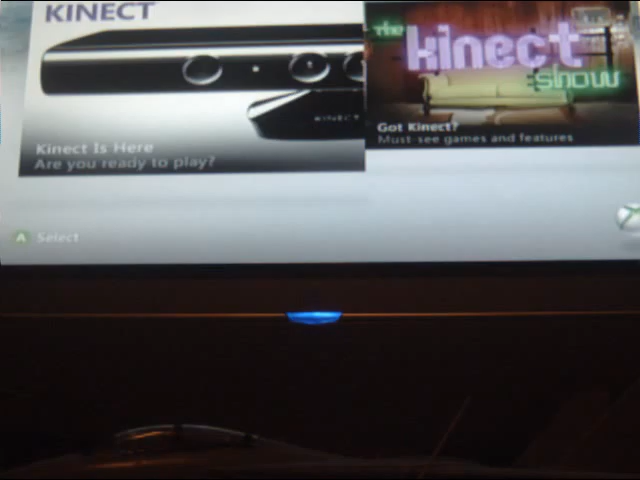 KINECT
KINECT
Kinect Is Here
Are you ready to play?
The
kinect
show
Got Kinect?
Must-see games and features
A Select